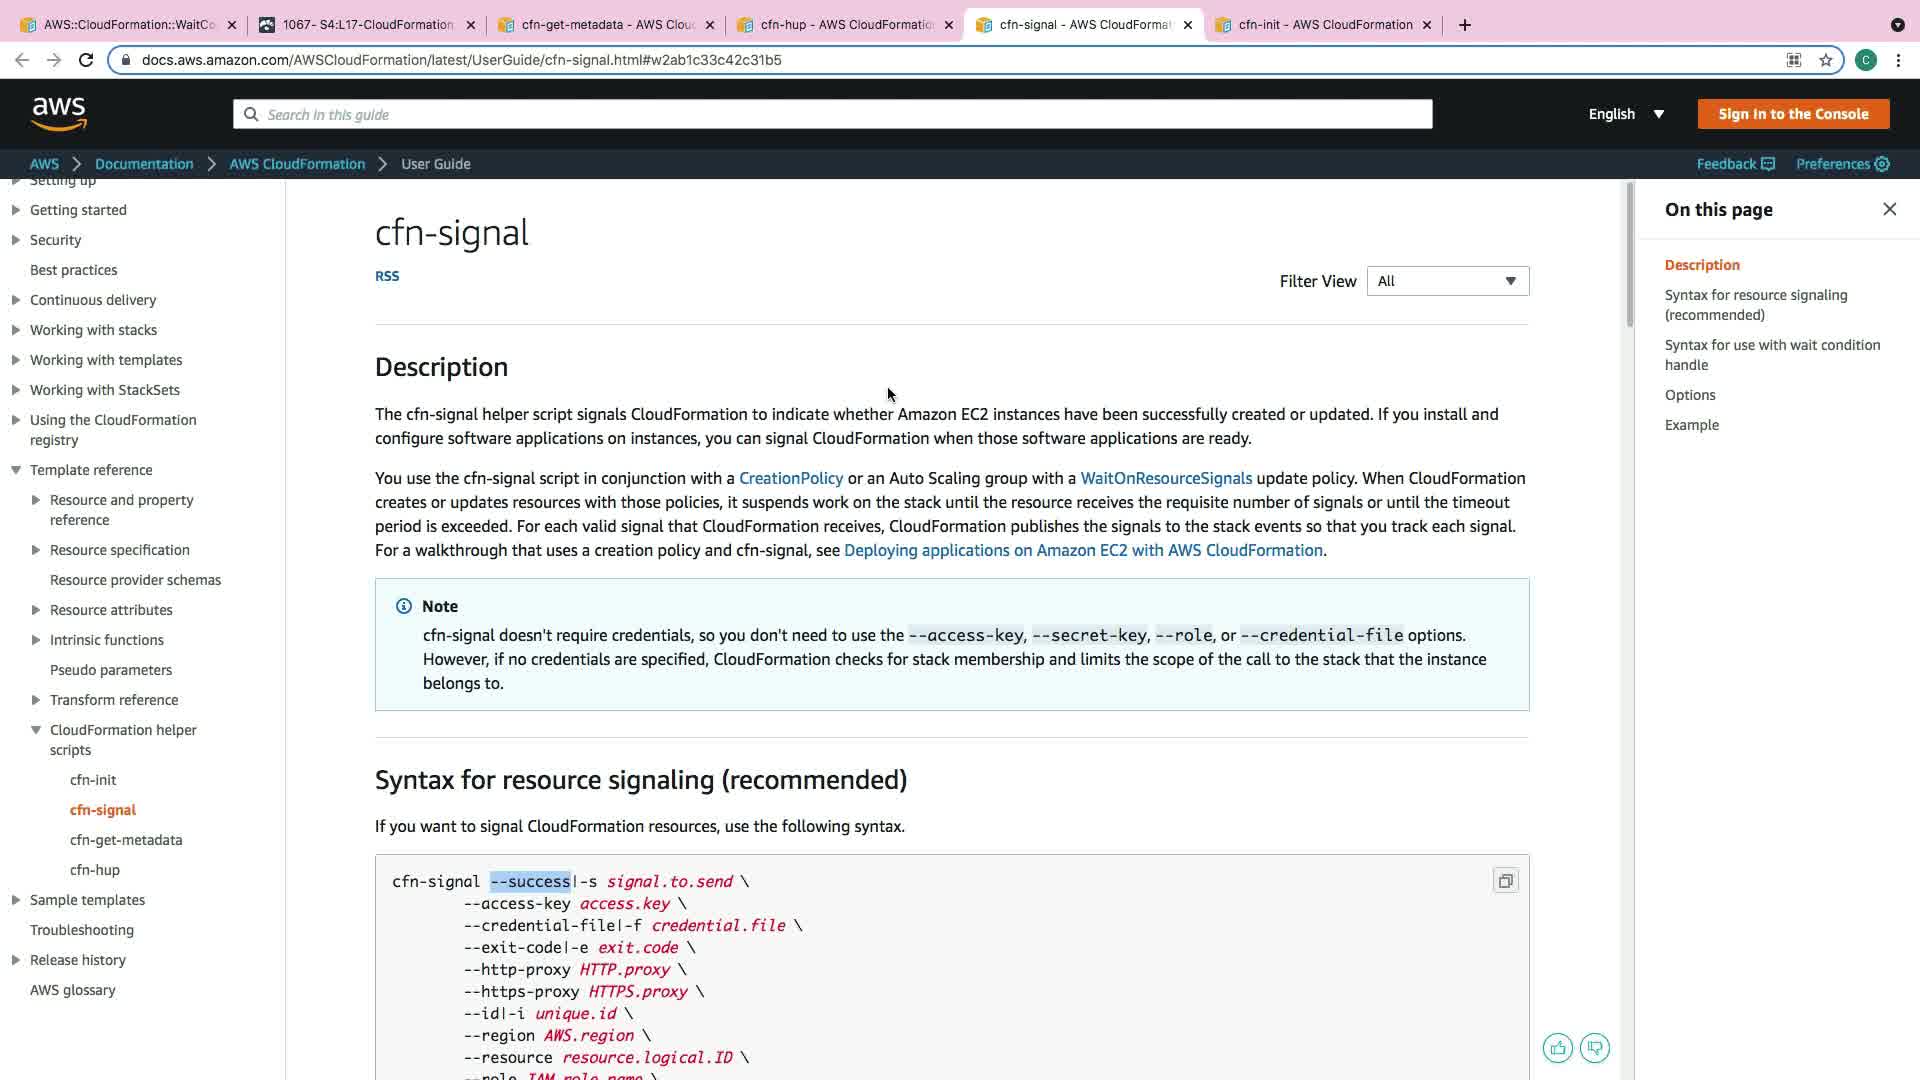 AWS::CloudFormation::WaitCo
1067- S4:L17-CloudFormation
cfn-get-metadata - AWS Clou
cfn-hup - AWS CloudFormatio
cfn-signal - AWS CloudFormat
cfn-init - AWS CloudFormation
docs.aws.amazon.com/AWSCloudFormation/latest/UserGuide/cfn-signal.html#w2ab1c33c42c31b5
C
aws
Search in this guide
English
Sign In to the Console
AWS
Documentation
AWS CloudFormation
User Guide
Feedback
Preferences
Setting up
Getting started
Security
Best practices
Continuous delivery
Working with stacks
Working with templates
Working with StackSets
Using the CloudFormation
registry
Template reference
Resource and property
reference
Resource specification
Resource provider schemas
Resource attributes
Intrinsic functions
Pseudo parameters
Transform reference
CloudFormation helper
scripts
cfn-init
cfn-signal
cfn-get-metadata
cfn-hup
Sample templates
Troubleshooting
Release history
AWS glossary
cfn-signal
RSS
Filter View
All
Description
The cfn-signal helper script signals CloudFormation to indicate whether Amazon EC2 instances have been successfully created or updated. If you install and
configure software applications on instances, you can signal CloudFormation when those software applications are ready.
You use the cfn-signal script in conjunction with a CreationPolicy or an Auto Scaling group with a WaitOnResourceSignals update policy. When CloudFormation
creates or updates resources with those policies, it suspends work on the stack until the resource receives the requisite number of signals or until the timeout
period is exceeded. For each valid signal that CloudFormation receives, CloudFormation publishes the signals to the stack events so that you track each signal.
For a walkthrough that uses a creation policy and cfn-signal, see Deploying applications on Amazon EC2 with AWS CloudFormation.
Note
cfn-signal doesn't require credentials, so you don't need to use the --access-key, --secret-key, --role, or --credential-file options.
However, if no credentials are specified, CloudFormation checks for stack membership and limits the scope of the call to the stack that the instance
belongs to.
Syntax for resource signaling (recommended)
If you want to signal CloudFormation resources, use the following syntax.
cfn-signal --success|-s signal.to.send \
--access-key access.key \
--credential-file|-f credential.file \
--exit-code|-e exit.code \
--http-proxy HTTP.proxy \
--https-proxy HTTPS.proxy \
--id|-i unique.id \
--region AWS.region \
--resource resource.logical.ID \
--role IAM.role.name \
On this page
Description
Syntax for resource signaling
(recommended)
Syntax for use with wait condition
handle
Options
Example